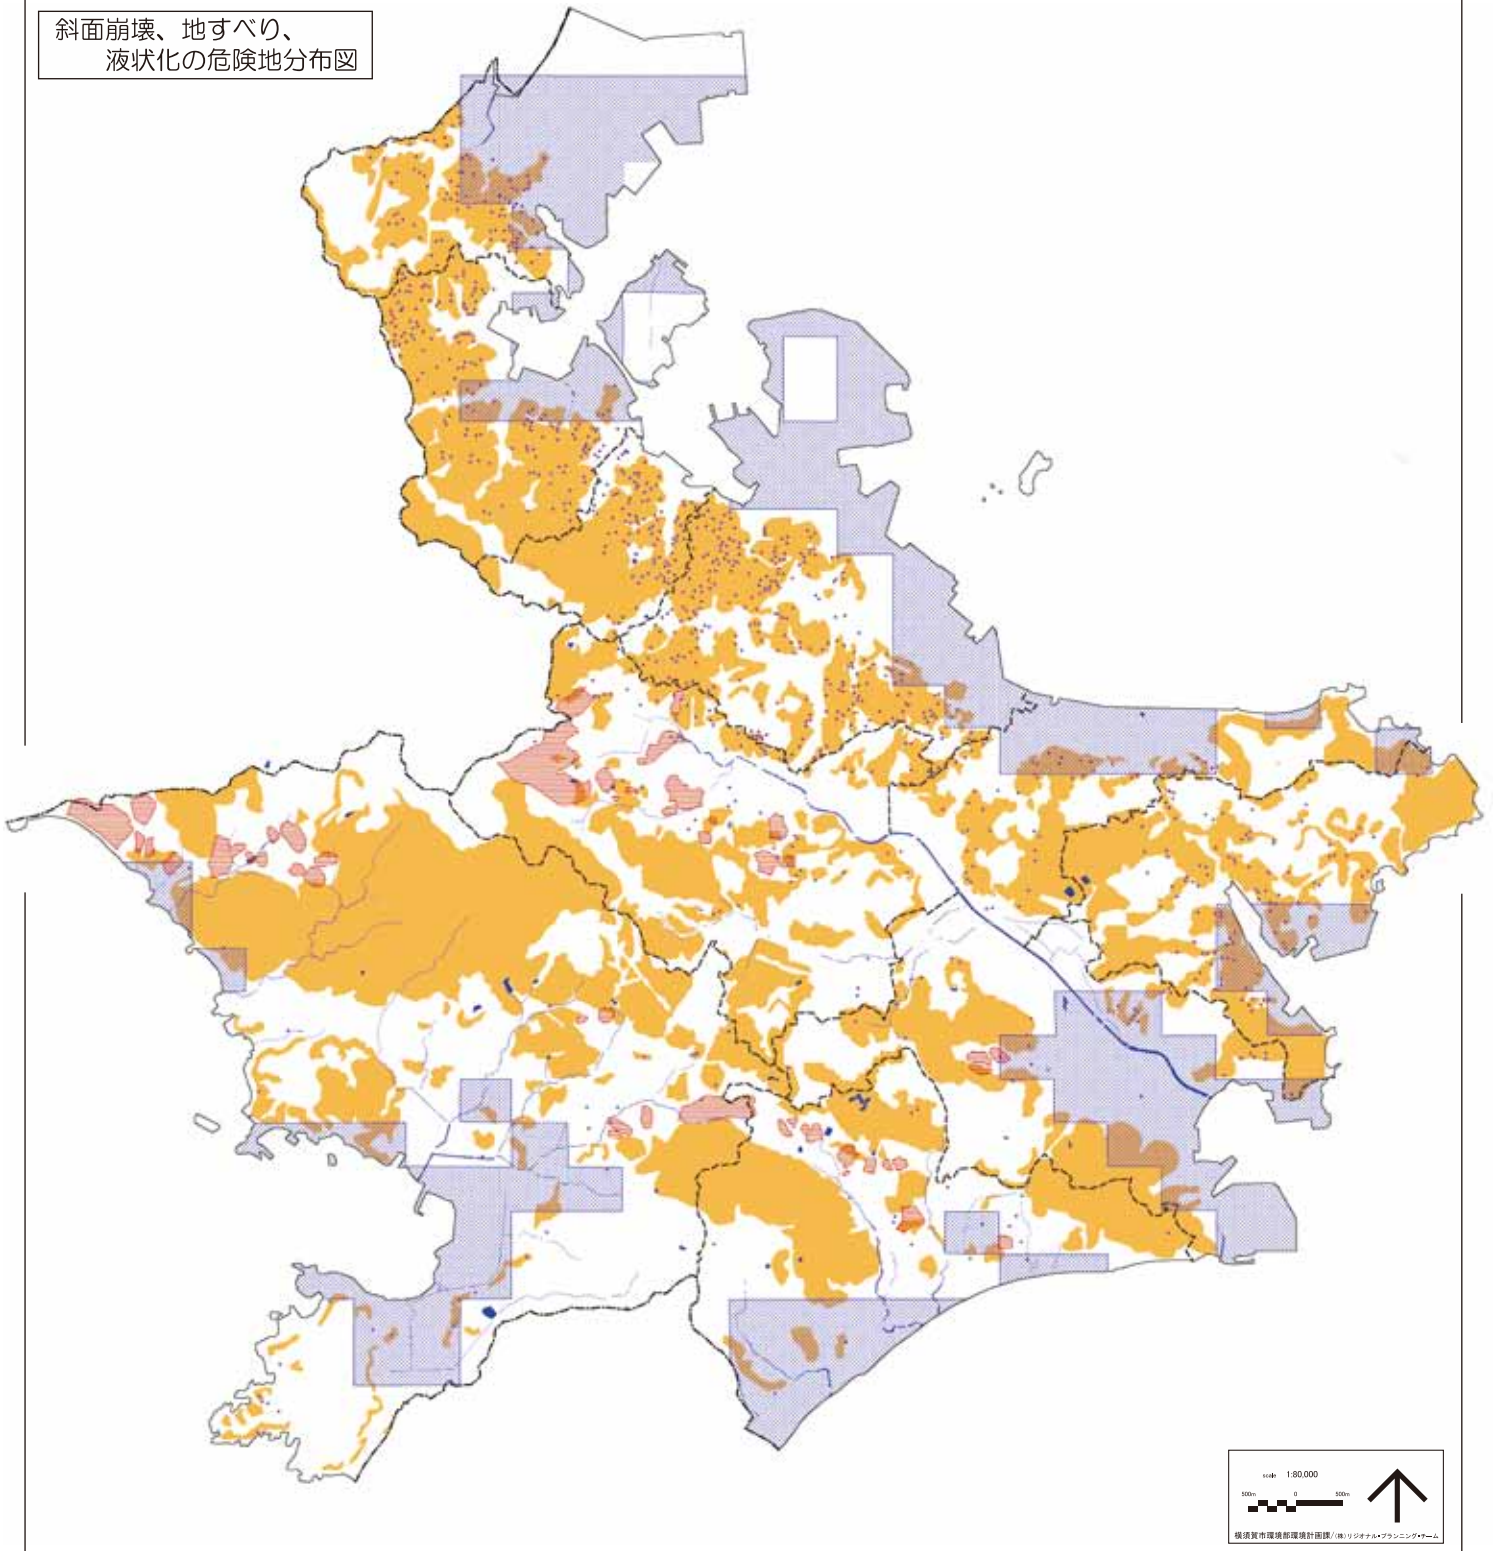 斜面崩壊、地すべり、
液状化の危険地分布図
scale 1:80,000
500m 0 500m
横須賀市環境部環境計画課/(株)リジオナル・プランニング・チーム